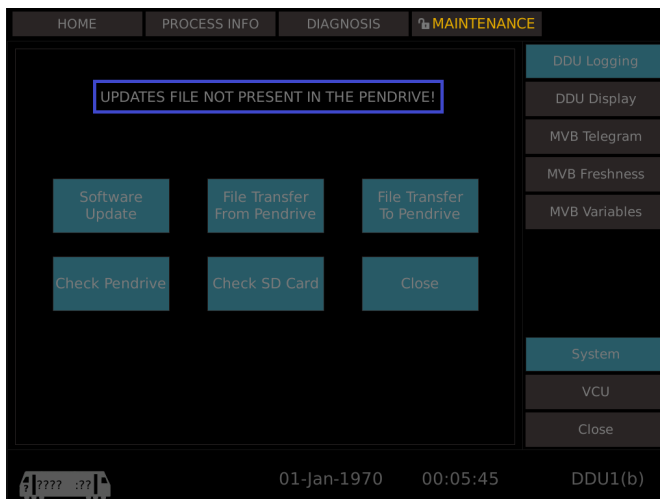 HOME PROCESS INFO DIAGNOSIS MAINTENANCE
UPDATES FILE NOT PRESENT IN THE PENDRIVE!
Software
Update
File Transfer
From Pendrive
File Transfer
To Pendrive
Check Pendrive
Check SD Card
Close
DDU Logging
DDU Display
MVB Telegram
MVB Freshness
MVB Variables
System
VCU
Close
? ???? :??
01-Jan-1970 00:05:45 DDU1(b)